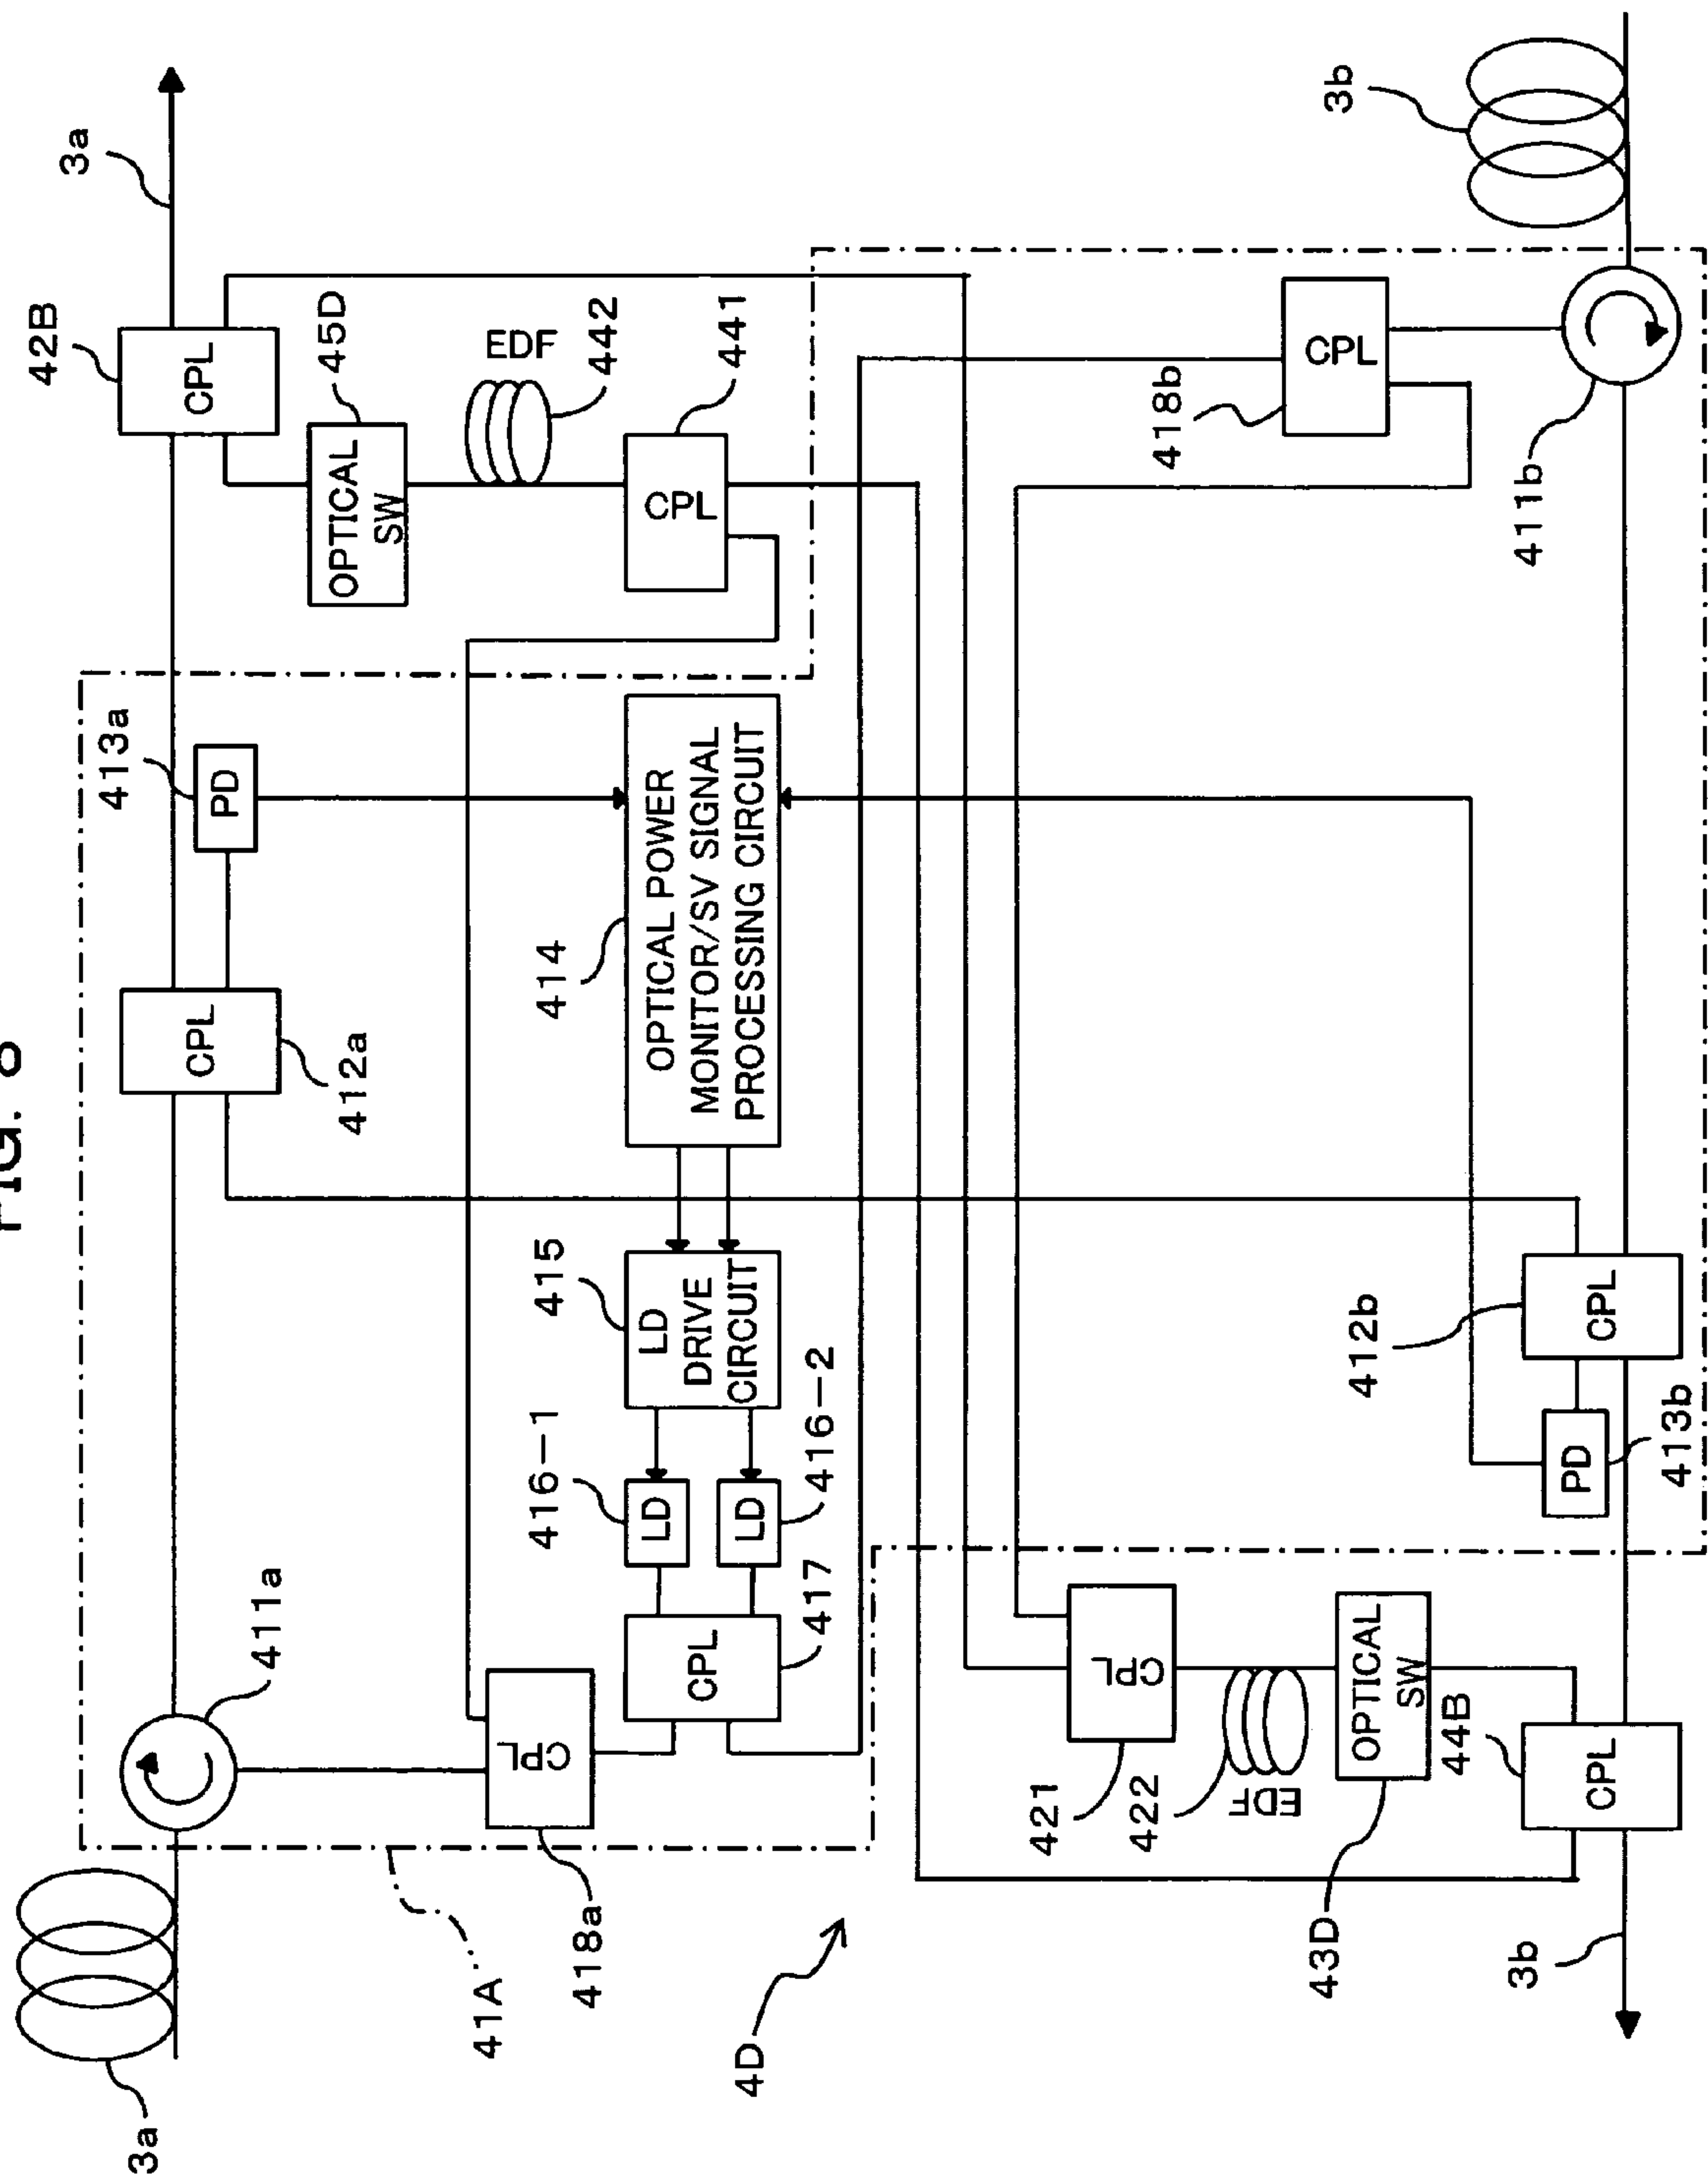 FIG. 8
3a
411a
CPL
412a
413a
PD
42B
CPL
3a
OPTICAL
SW
45D
EDF
442
CPL
441
41A
CPL
418a
CPL
417
LD
416-1
LD
416-2
LD
DRIVE
CIRCUIT
415
OPTICAL POWER
MONITOR/SV SIGNAL
PROCESSING CIRCUIT
414
4D
CPL
421
EDF
422
OPTICAL
SW
43D
CPL
418b
411b
3b
3b
CPL
44B
PD
413b
CPL
412b